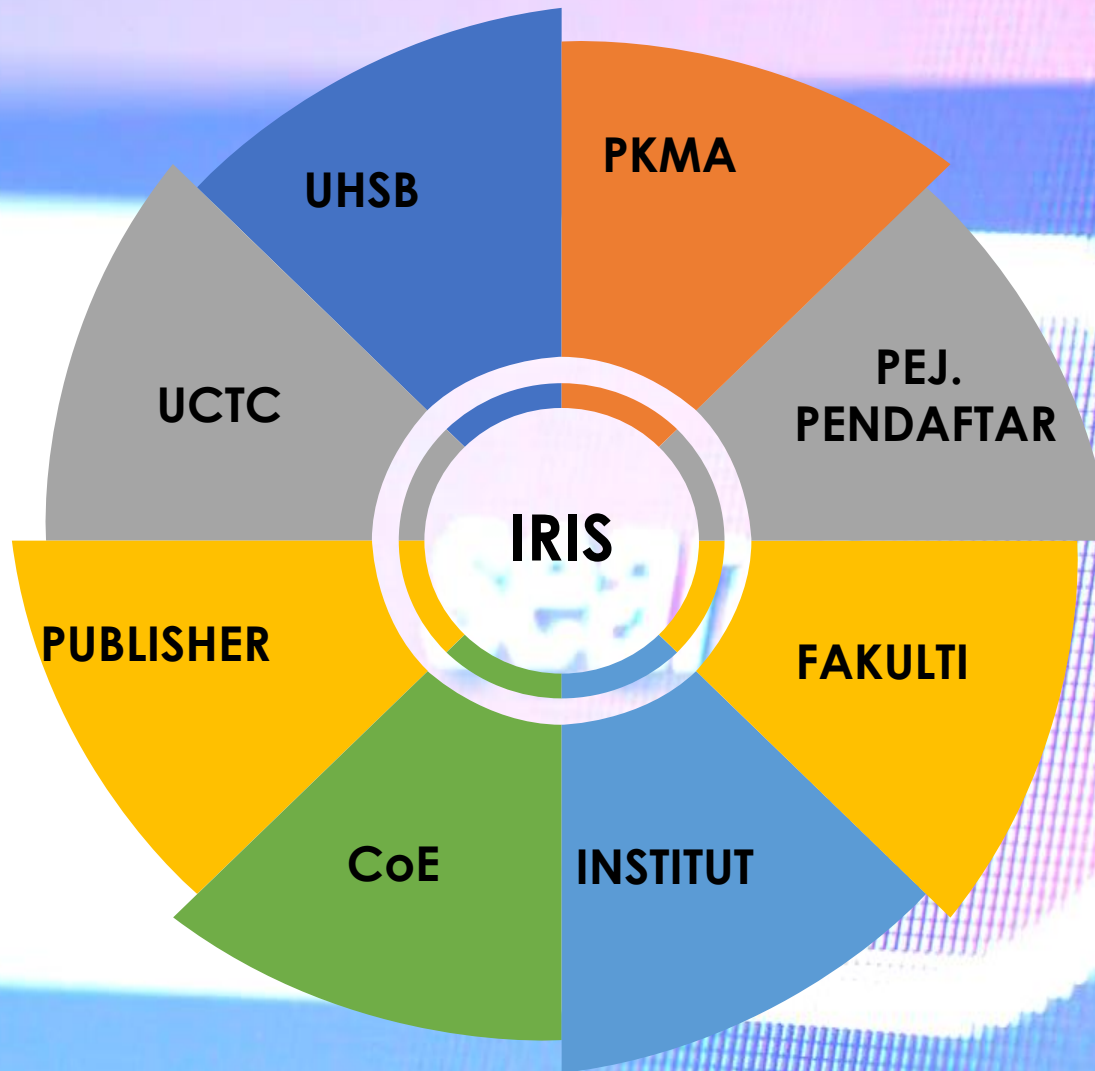 UHSB
PKMA
PEJ.
PENDAFTAR
UCTC
IRIS
PUBLISHER
FAKULTI
CoE
INSTITUT